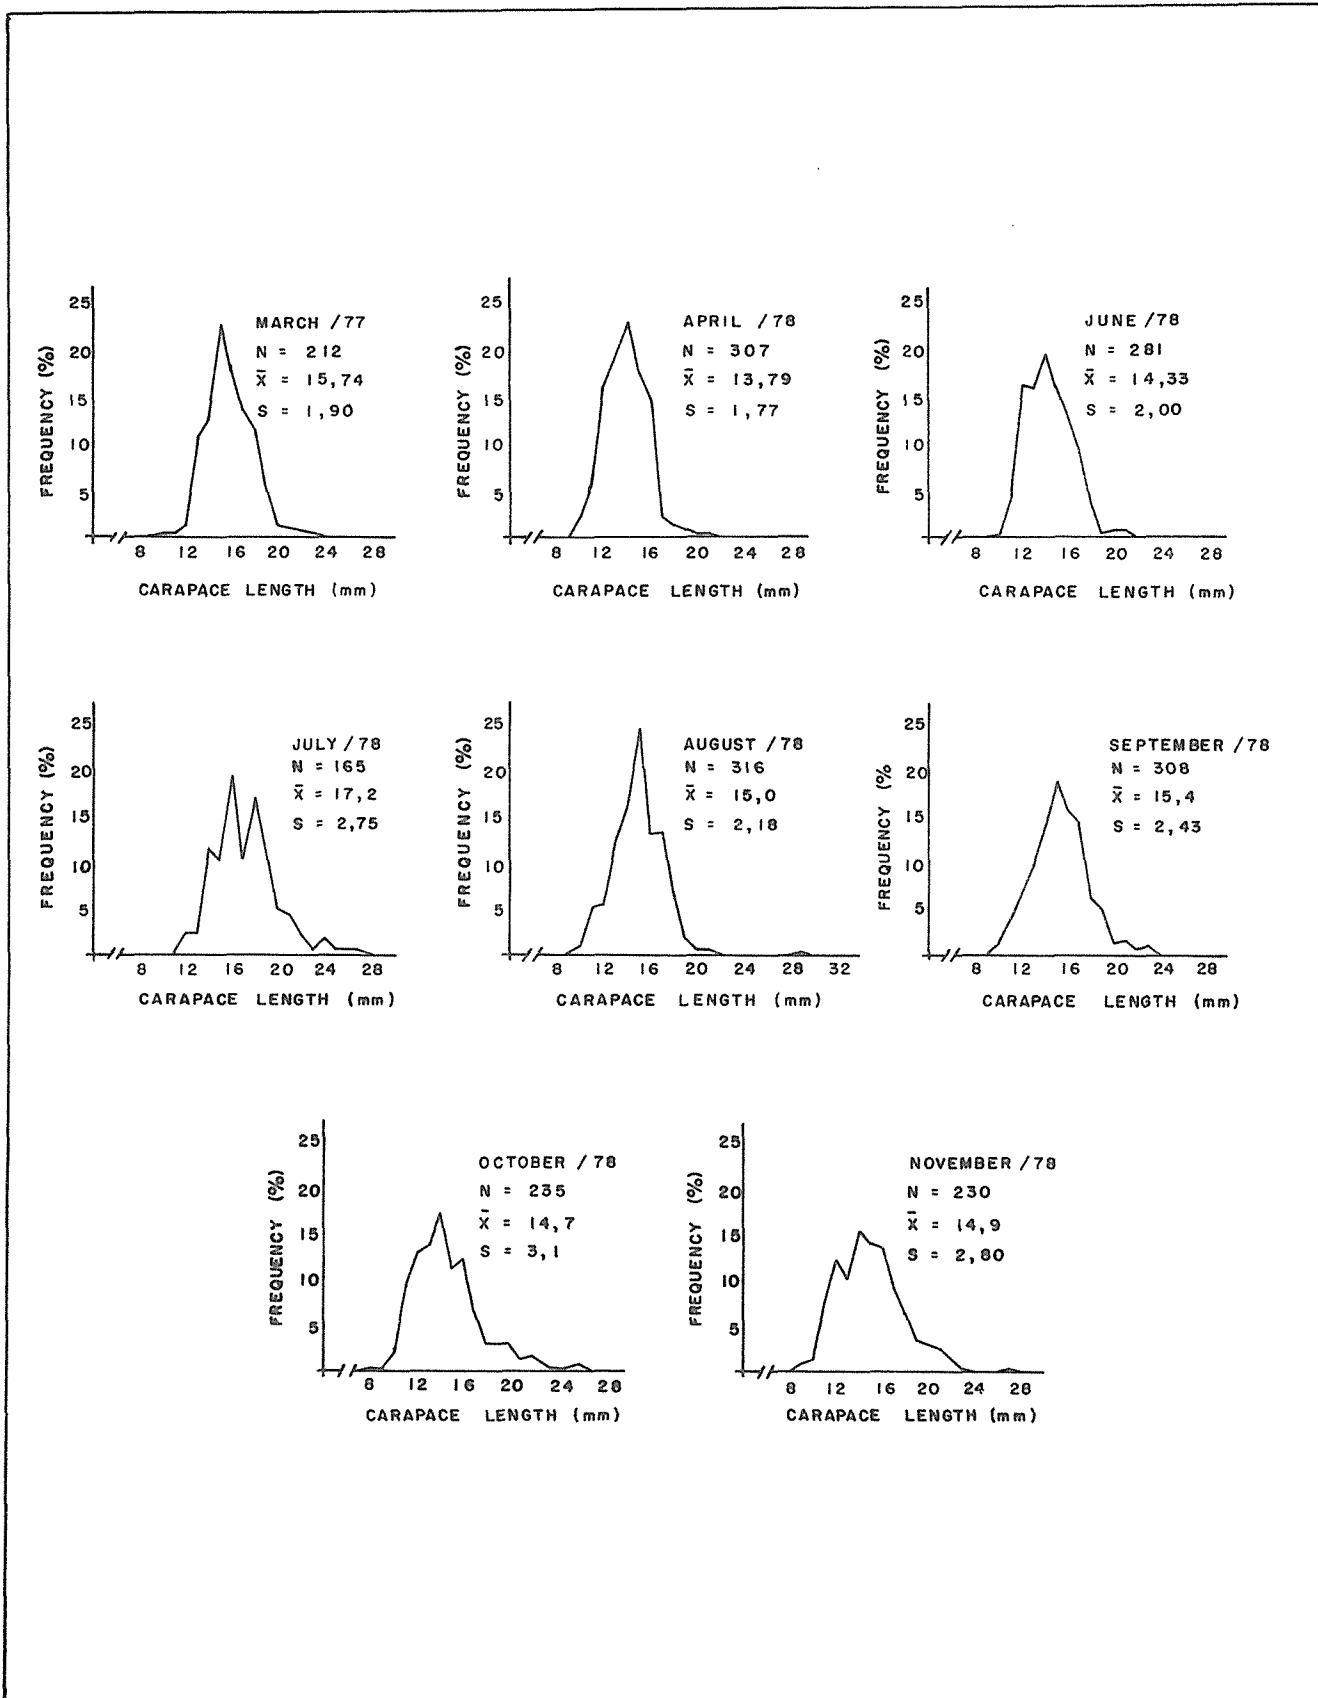 MARCH /77
N = 212
X̄ = 15,74
S = 1,90
FREQUENCY (%)
25
20
15
10
5
8 12 16 20 24 28
CARAPACE LENGTH (mm)
APRIL /78
N = 307
X̄ = 13,79
S = 1,77
FREQUENCY (%)
25
20
15
10
5
8 12 16 20 24 28
CARAPACE LENGTH (mm)
JUNE /78
N = 281
X̄ = 14,33
S = 2,00
FREQUENCY (%)
25
20
15
10
5
12 16 20 24 28
CARAPACE LENGTH (mm)
JULY /78
N = 165
X̄ = 17,2
S = 2,75
FREQUENCY (%)
25
20
15
10
5
8 12 16 20 24 28
CARAPACE LENGTH (mm)
AUGUST /78
N = 316
X̄ = 15,0
S = 2,18
FREQUENCY (%)
25
20
15
10
5
8 12 16 20 24 28 32
CARAPACE LENGTH (mm)
SEPTEMBER /78
N = 308
X̄ = 15,4
S = 2,43
FREQUENCY (%
25
20
15
10
5
8 12 16 20 24 28
CARAPACE LENGTH (mm)
OCTOBER /78
N = 235
X̄ = 14,7
S = 3,1
FREQUENCY (%)
25
20
15
10
5
8 12 16 20 24 28
CARAPACE LENGTH (mm)
NOVEMBER /78
N = 230
X̄ = 14,9
S = 2,80
FREQUENCY (%)
25
20
15
10
5
8 12 16 20 24 28
CARAPACE LENGTH (mm)